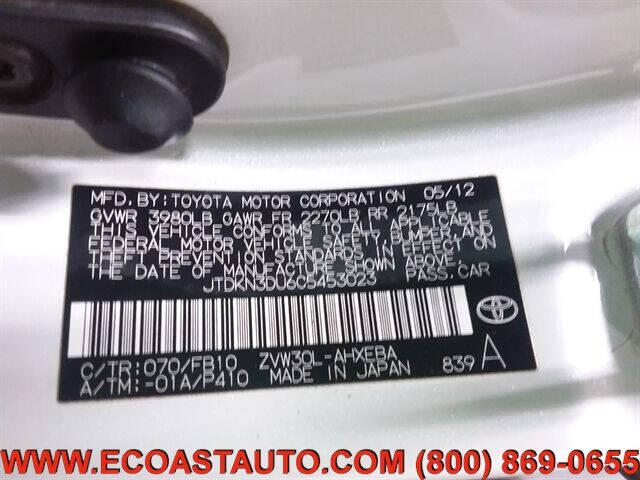 MFD. BY: TOYOTA MOTOR CORPORATION 05/12
GVWR 3980LB GAWR FR 2270LB RR 2175LB
THIS VEHICLE CONFORMS TO ALL APPLICABLE
FEDERAL MOTOR VEHICLE SAFETY, BUMPER, AND
THEFT PREVENTION STANDARDS IN EFFECT ON
THE DATE OF MANUFACTURE SHOWN ABOVE.
JTDKN3DU6C5453023 PASS. CAR
C/TR: 070/FB10 ZVW30L-AHXEBA
A/TM: -01A/P410 MADE IN JAPAN 839 A
WWW.ECOASTAUTO.COM (800) 869-0655